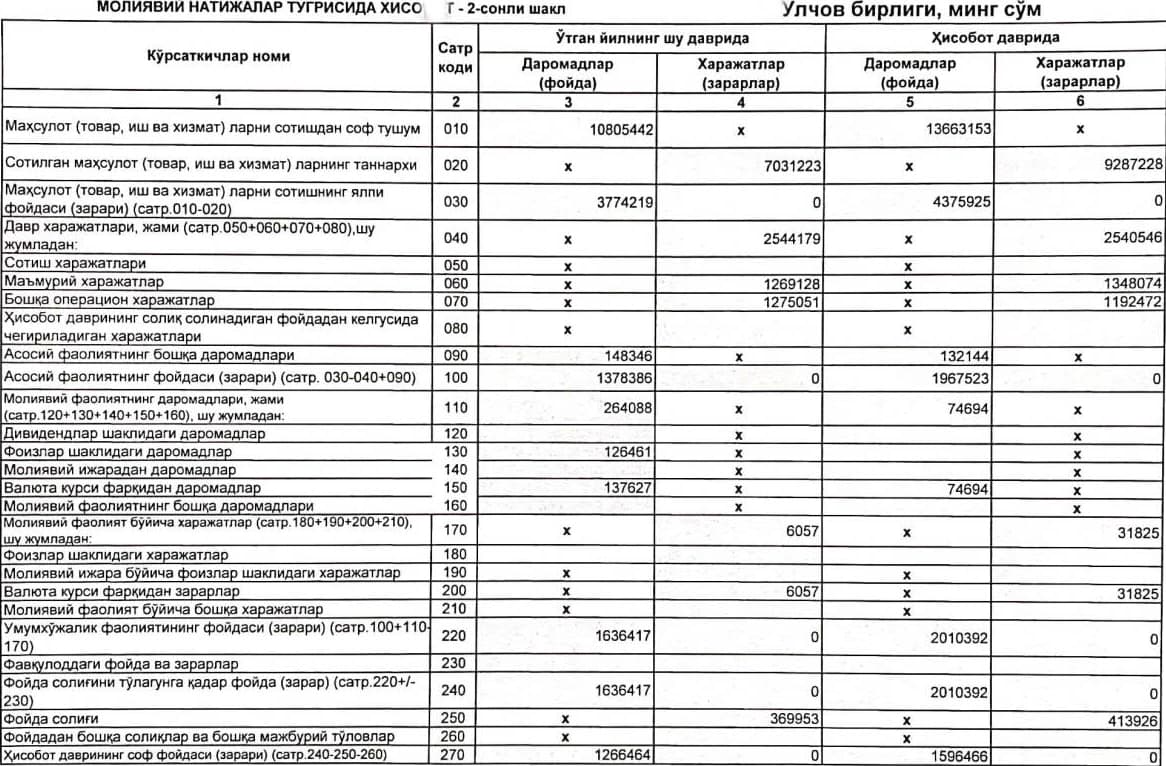 МОЛИЯВИЙ НАТИЖАЛАР ТУГРИСИДА ХИСО Т - 2-сонли шакл Улчов бирлиги, минг сўм
Кўрсаткичлар номи Сатр коди Ўтган йилнинг шу даврида Ҳисобот даврида
Даромадлар (фойда) Харажатлар (зарарлар) Даромадлар (фойда) Харажатлар (зарарлар)
1 2 3 4 5 6
Маҳсулот (товар, иш ва хизмат) ларни сотишдан соф тушум 010 10805442 x 13663153 x
Сотилган маҳсулот (товар, иш ва хизмат) ларнинг таннархи 020 x 7031223 x 9287228
Маҳсулот (товар, иш ва хизмат) ларни сотишнинг ялпи
фойдаси (зарари) (сатр.010-020) 030 3774219 0 4375925 0
Давр харажатлари, жами (сатр.050+060+070+080),шу
жумладан: 040 x 2544179 x 2540546
Сотиш харажатлари 050 x x
Маъмурий харажатлар 060 x 1269128 x 1348074
Бошқа операцион харажатлар 070 x 1275051 x 1192472
Ҳисобот даврининг солиқ солинадиган фойдадан келгусида
чегириладиган харажатлари 080 x x
Асосий фаолиятнинг бошқа даромадлари 090 148346 x 132144 x
Асосий фаолиятнинг фойдаси (зарари) (сатр. 030-040+090) 100 1378386 0 1967523 0
Молиявий фаолиятнинг даромадлари, жами
(сатр.120+130+140+150+160), шу жумладан: 110 264088 x 74694 x
Дивидендлар шаклидаги даромадлар 120 x x
Фоизлар шаклидаги даромадлар 130 126461 x x
Молиявий ижарадан даромадлар 140 x x
Валюта курси фарқидан даромадлар 150 137627 x 74694 x
Молиявий фаолиятнинг бошқа даромадлари 160 x x
Молиявий фаолият бўйича харажатлар (сатр.180+190+200+210),
шу жумладан: 170 x 6057 x 31825
Фоизлар шаклидаги харажатлар 180
Молиявий ижара бўйича фоизлар шаклидаги харажатлар 190 x x
Валюта курси фарқидан зарарлар 200 x 6057 x 31825
Молиявий фаолият бўйича бошқа харажатлар 210 x x
Умумхўжалик фаолиятининг фойдаси (зарари) (сатр.100+110-
170) 220 1636417 0 2010392 0
Фавқулоддаги фойда ва зарарлар 230
Фойда солиғини тўлагунга қадар фойда (зарар) (сатр.220+/-
230) 240 1636417 0 2010392 0
Фойда солиғи 250 x 369953 x 413926
Фойдадан бошқа солиқлар ва бошқа мажбурий тўловлар 260 x x
Ҳисобот даврининг соф фойдаси (зарари) (сатр.240-250-260) 270 1266464 0 1596466 0